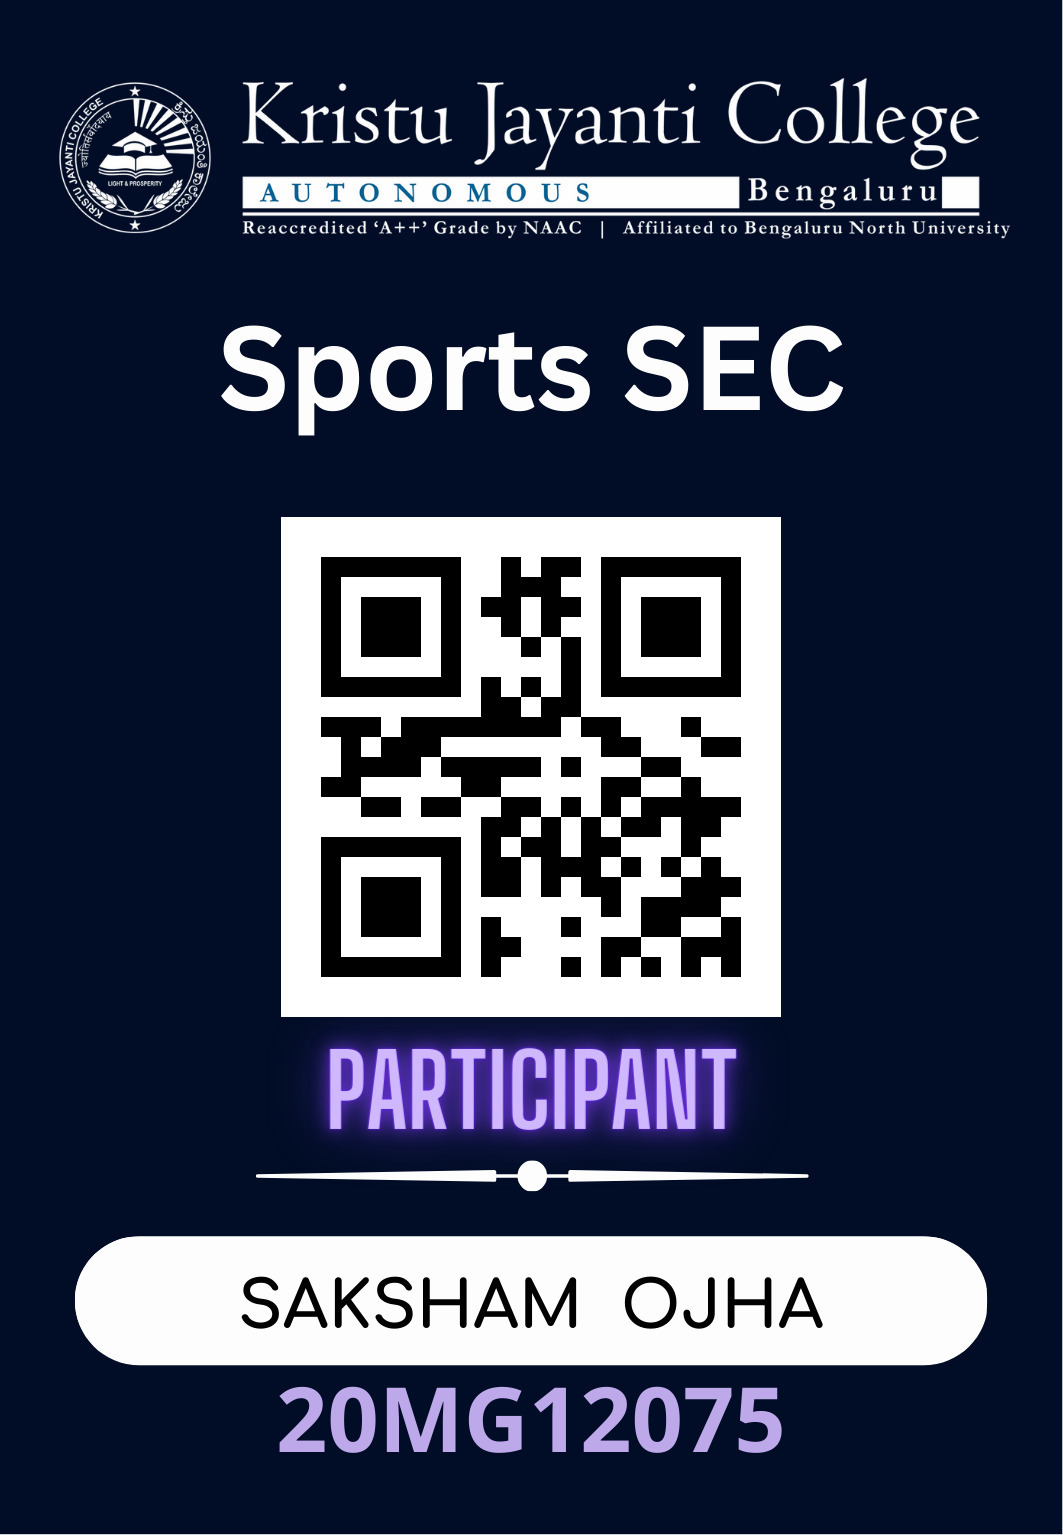 KRISTU JAYANTI COLLEGE
LIGHT & PROSPERITY
Kristu Jayanti College
AUTONOMOUS Bengaluru
Reaccredited ‘A++’ Grade by NAAC | Affiliated to Bengaluru North University
Sports SEC
PARTICIPANT
SAKSHAM OJHA
20MG12075